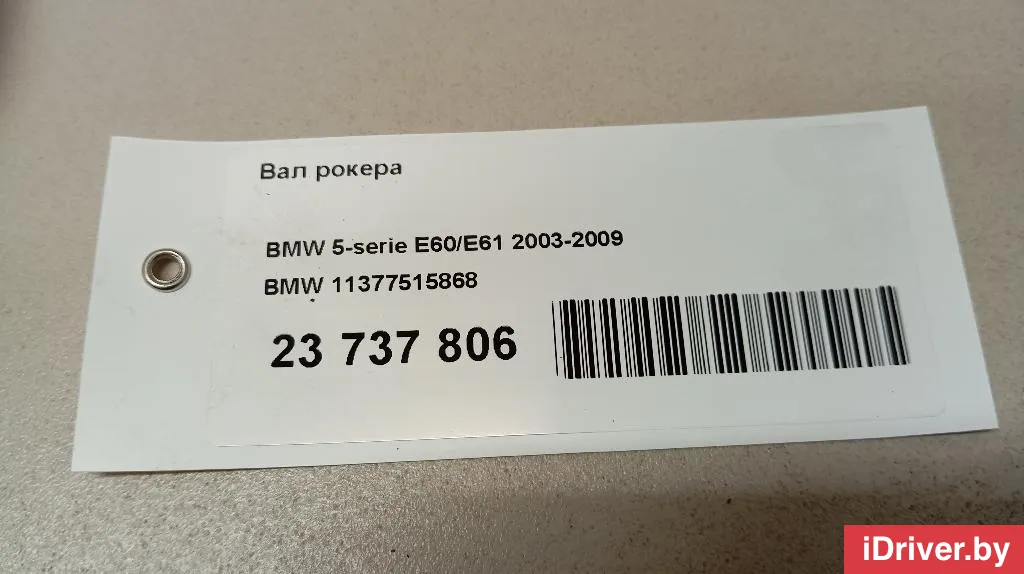 Вал рокера
BMW 5-serie E60/E61 2003-2009
BMW 11377515868
23 737 806
iDriver.by